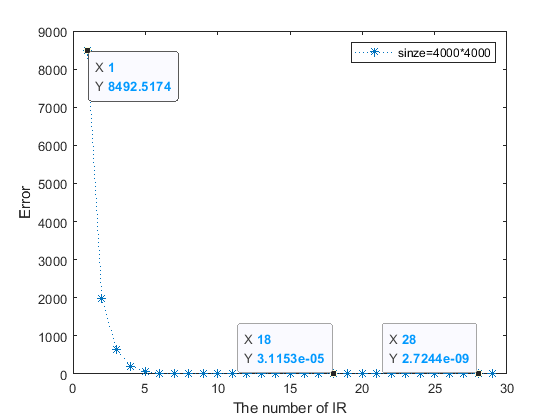 9000
8000
7000
6000
5000
4000
3000
2000
1000
0
Error
sinze=4000*4000
X 1
Y 8492.5174
X 18
Y 3.1153e-05
X 28
Y 2.7244e-09
0 5 10 15 20 25 30
The number of IR